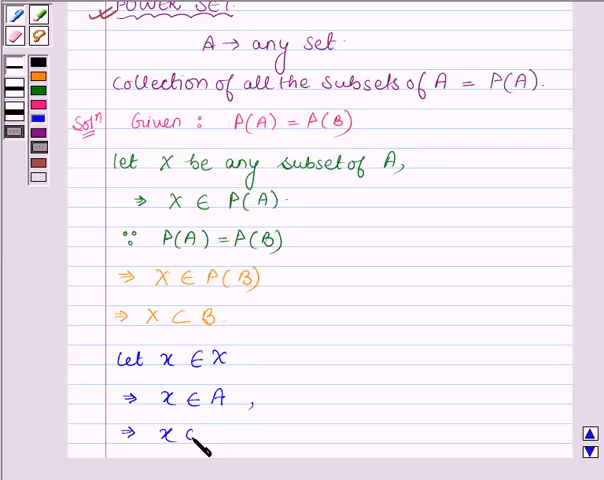 POWER SET.
A → any set.
Collection of all the subsets of A = P(A).
Solⁿ Given : P(A) = P(B)
let X be any subset of A,
⇒ X ∈ P(A).
∵ P(A) = P(B)
⇒ X ∈ P(B)
⇒ X ⊂ B.
Let x ∈ X
⇒ x ∈ A ,
⇒ x